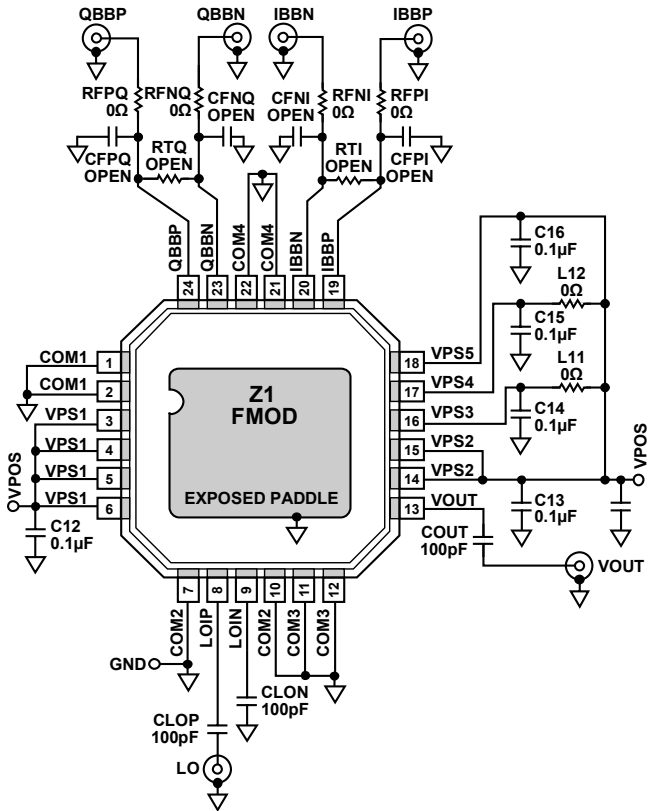 QBBP
QBBN
IBBN
IBBP
RFPQ
0Ω
RFNQ
0Ω
CFNQ
OPEN
CFNI
OPEN
RFNI
0Ω
RFPI
0Ω
CFPQ
OPEN
RTQ
OPEN
RTI
OPEN
CFPI
OPEN
QBBP
QBBN
COM4
COM4
IBBN
IBBP
24
23
22
21
20
19
C16
0.1µF
L12
0Ω
C15
0.1µF
L11
0Ω
C14
0.1µF
COM1
1
COM1
2
VPS1
3
VPS1
4
VPS1
5
VPS1
6
VPOS
C12
0.1µF
Z1
FMOD
EXPOSED PADDLE
18
VPS5
17
VPS4
16
VPS3
15
VPS2
14
VPS2
13
VOUT
VPOS
C13
0.1µF
COUT
100pF
VOUT
7
8
9
10
11
12
COM2
LOIP
LOIN
COM2
COM3
COM3
GND
CLON
100pF
CLOP
100pF
LO